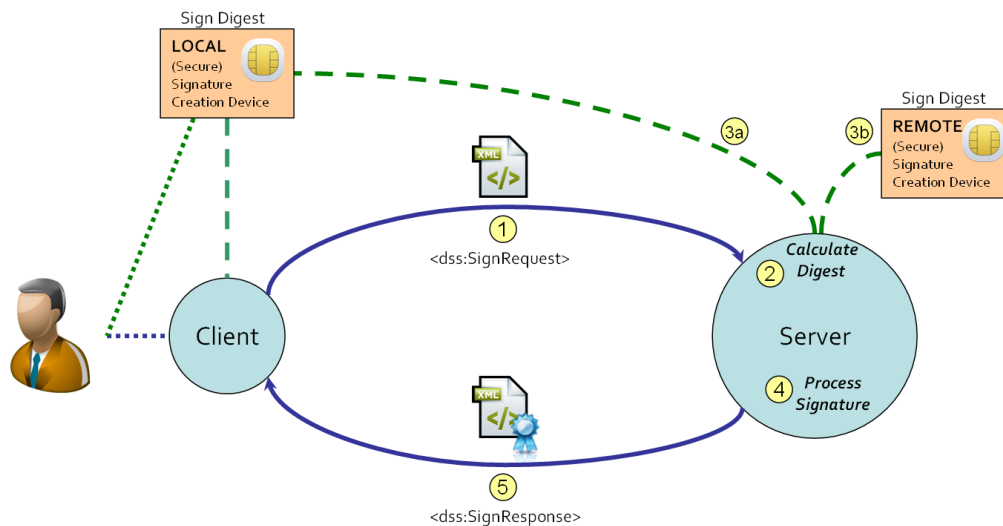 Sign Digest
LOCAL
(Secure)
Signature
Creation Device
3a
3b
Sign Digest
REMOTE
(Secure)
Signature
Creation Device
XML
</>
1
<dss:SignRequest>
Calculate
2
Digest
Client
Server
4
Process
Signature
XML
</>
5
<dss:SignResponse>